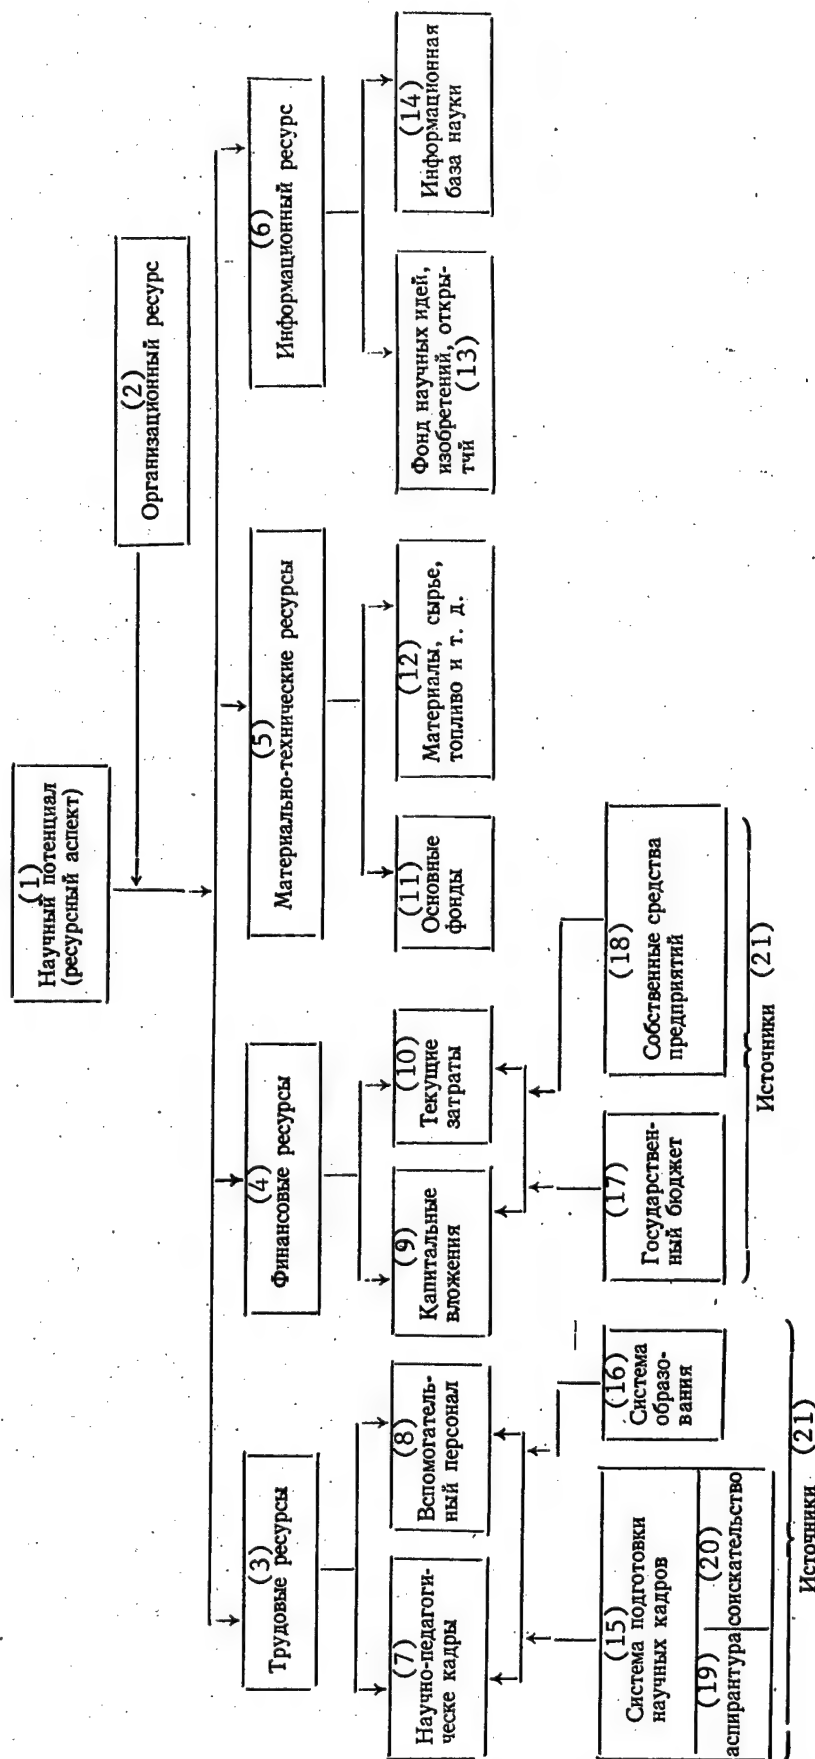 (1)
Научный потенциал
(ресурсный аспект)
(2)
Организационный ресурс
(3)
Трудовые ресурсы
(4)
Финансовые ресурсы
(5)
Материально-технические ресурсы
(6)
Информационный ресурс
(7)
Научно-педагоги-
ческе кадры
(8)
Вспомогатель-
ный персонал
(9)
Капитальные
вложения
(10)
Текущие
затраты
(11)
Основные
фонды
(12)
Материалы, сырье,
топливо и т. д.
Фонд научных идей,
изобретений, откры-
тчй (13)
(14)
Информационная
база науки
(15)
Система подготовки
научных кадров
(19)
аспирантура
(20)
соискательство
(16)
Система
образо-
вания
(17)
Государствен-
ный бюджет
(18)
Собственные средства
предприятий
Источники (21)
Источники (21)